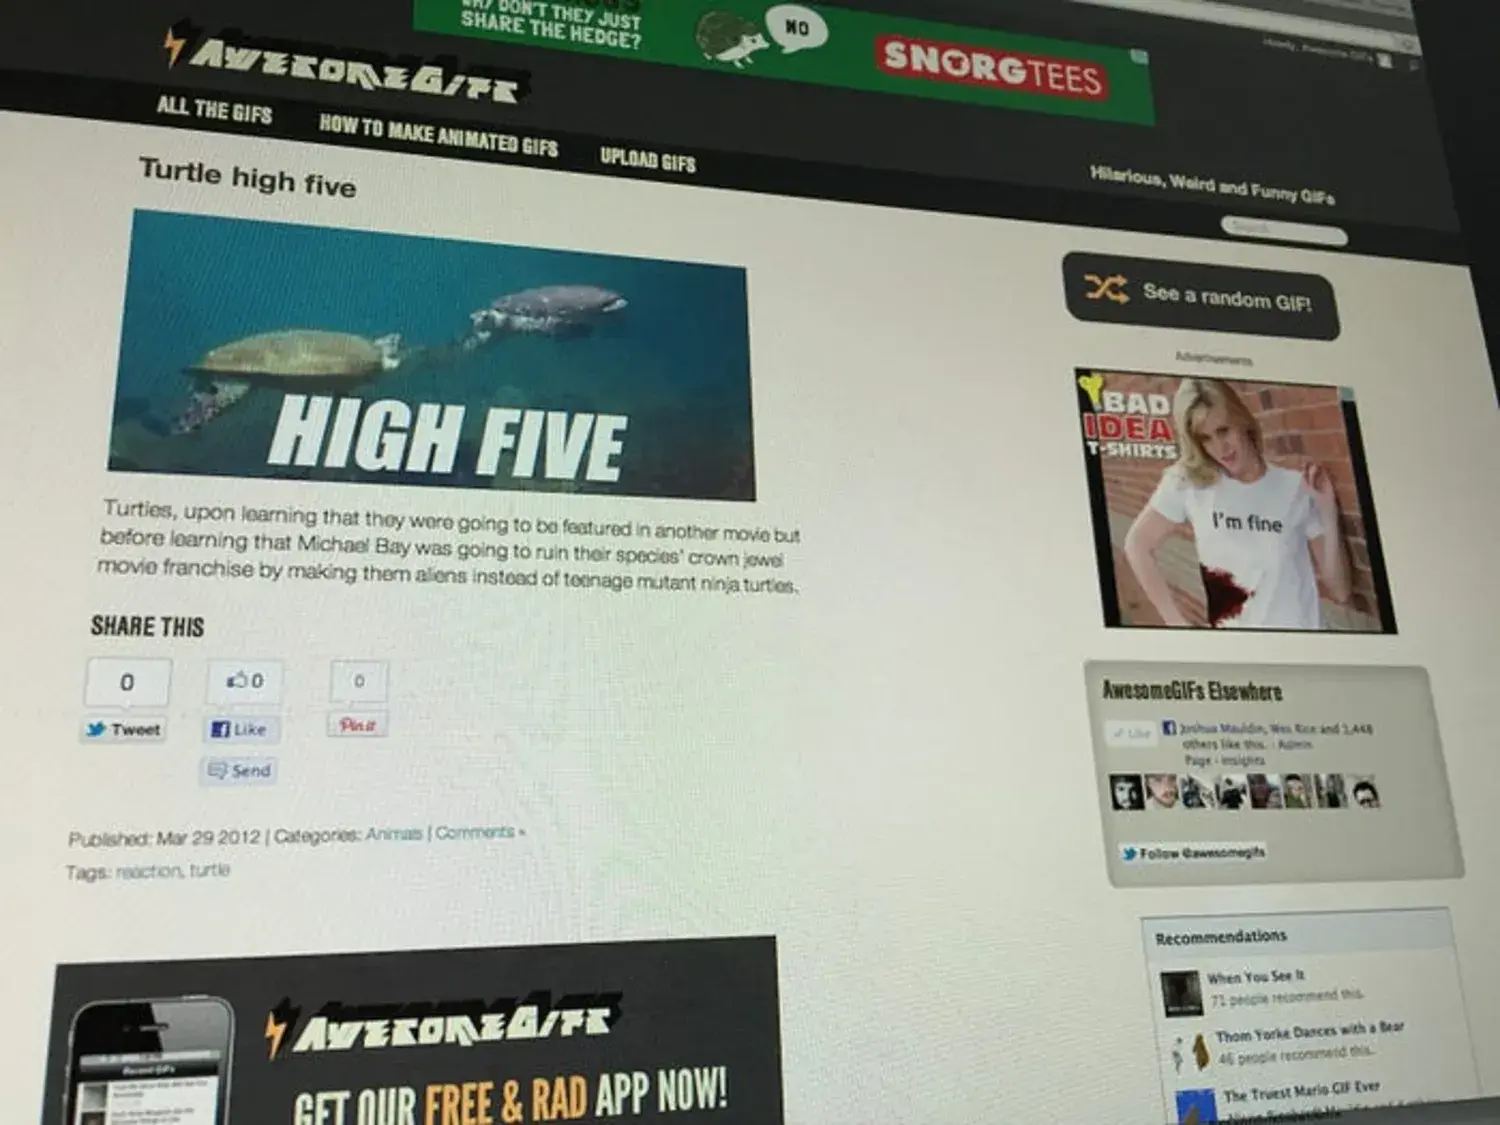 WHY DON'T THEY JUST
SHARE THE HEDGE?
NO
SNORGTEES
AWESOMEGIFS
ALL THE GIFS
HOW TO MAKE ANIMATED GIFS
UPLOAD GIFS
Hilarious, Weird and Funny GIFs
Search
Turtle high five
HIGH FIVE
See a random GIF!
Advertisements
BAD
IDEA
T-SHIRTS
I'm fine
Turtles, upon learning that they were going to be featured in another movie but
before learning that Michael Bay was going to ruin their species' crown jewel
movie franchise by making them aliens instead of teenage mutant ninja turtles.
SHARE THIS
0
0
0
Tweet
Like
Pin it
Send
AwesomeGIFs Elsewhere
Like
Joshua Mauldin, Wes Rice and 1,448
others like this. · Admin
Page · Insights
Follow @awesomegifs
Published: Mar 29 2012 | Categories: Animals | Comments »
Tags: reaction, turtle
Recommendations
When You See It
71 people recommend this.
Thom Yorke Dances with a Bear
46 people recommend this.
The Truest Mario GIF Ever
AWESOMEGIFS
GET OUR FREE & RAD APP NOW!
Recent GIFs